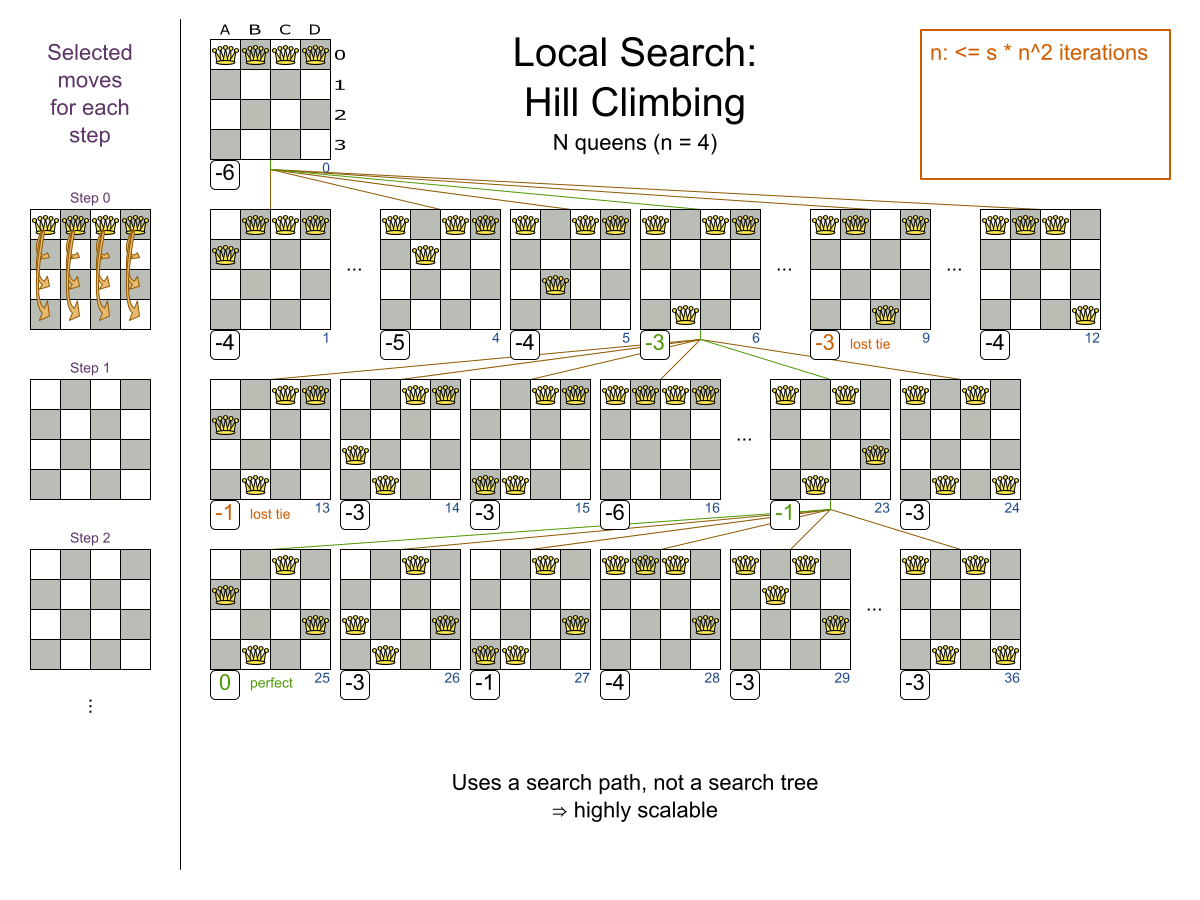 Selected
moves
for each
step
A B C D
0
1
2
3
Local Search:
Hill Climbing
N queens (n = 4)
n: <= s * n^2 iterations
-6
0
Step 0
...
...
...
-4
1
-5
4
-4
5
-3
6
-3
lost tie
9
-4
12
Step 1
...
-1
lost tie
13
-3
14
-3
15
-6
16
-1
23
-3
24
Step 2
...
0
perfect
25
-3
26
-1
27
-4
28
-3
29
-3
36
...
Uses a search path, not a search tree
⇒ highly scalable